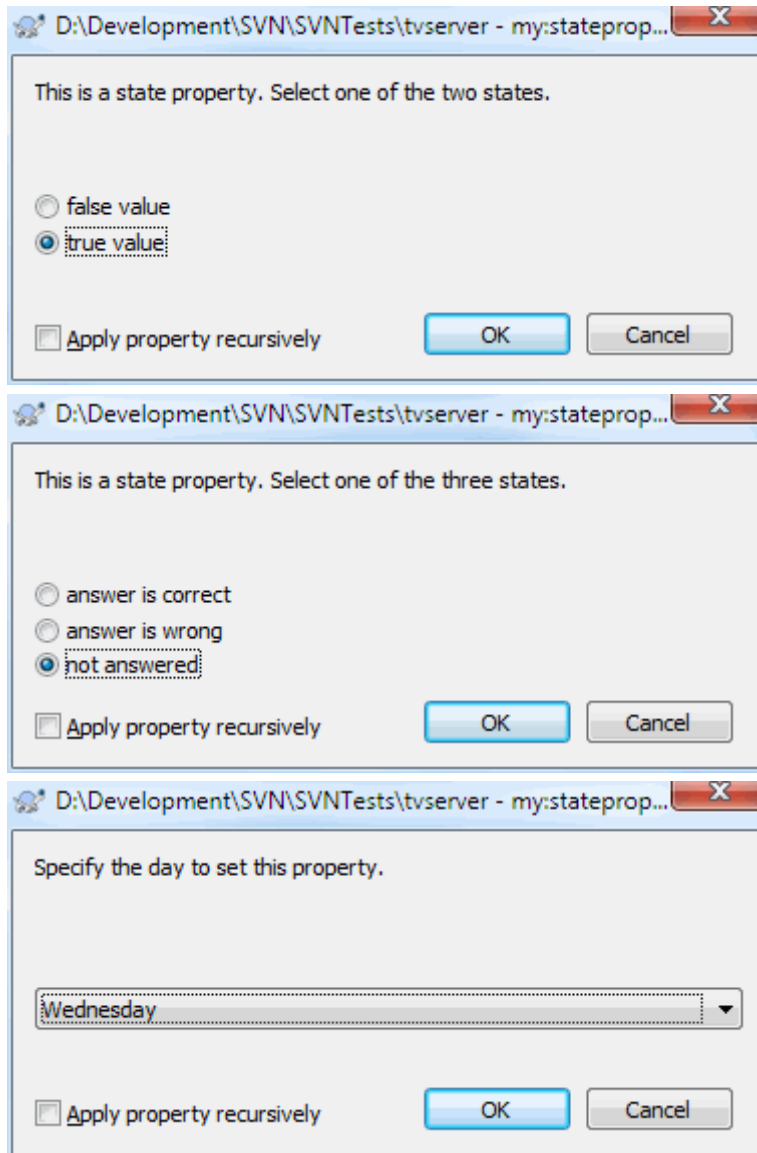 D:\Development\SVN\SVNTests\tvserver - my:stateprop...
This is a state property. Select one of the two states.
false value
true value
Apply property recursively OK Cancel
D:\Development\SVN\SVNTests\tvserver - my:stateprop...
This is a state property. Select one of the three states.
answer is correct
answer is wrong
not answered
Apply property recursively OK Cancel
D:\Development\SVN\SVNTests\tvserver - my:stateprop...
Specify the day to set this property.
Wednesday
Apply property recursively OK Cancel